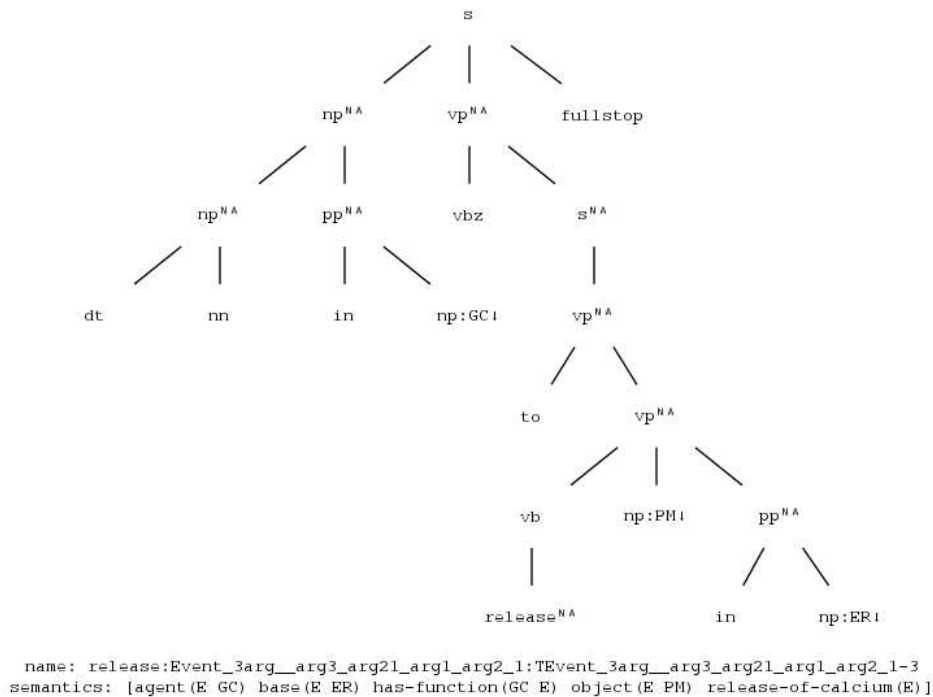 s
np^NA vp^NA fullstop
np^NA pp^NA vbz s^NA
dt nn in np:GC↓ vp^NA
to vp^NA
vb np:PM↓ pp^NA
release^NA in np:ER↓
name: release:Event_3arg__arg3_arg21_arg1_arg2_1:TEvent_3arg__arg3_arg21_arg1_arg2_1-3
semantics: [agent(E GC) base(E ER) has-function(GC E) object(E PM) release-of-calcium(E)]